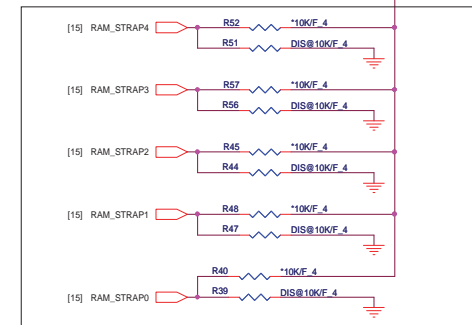 R52 *10K/F_4
[15] RAM_STRAP4
R51 DIS@10K/F_4
R57 *10K/F_4
[15] RAM_STRAP3
R56 DIS@10K/F_4
R45 *10K/F_4
[15] RAM_STRAP2
R44 DIS@10K/F_4
R48 *10K/F_4
[15] RAM_STRAP1
R47 DIS@10K/F_4
R40 *10K/F_4
R39 DIS@10K/F_4
[15] RAM_STRAP0